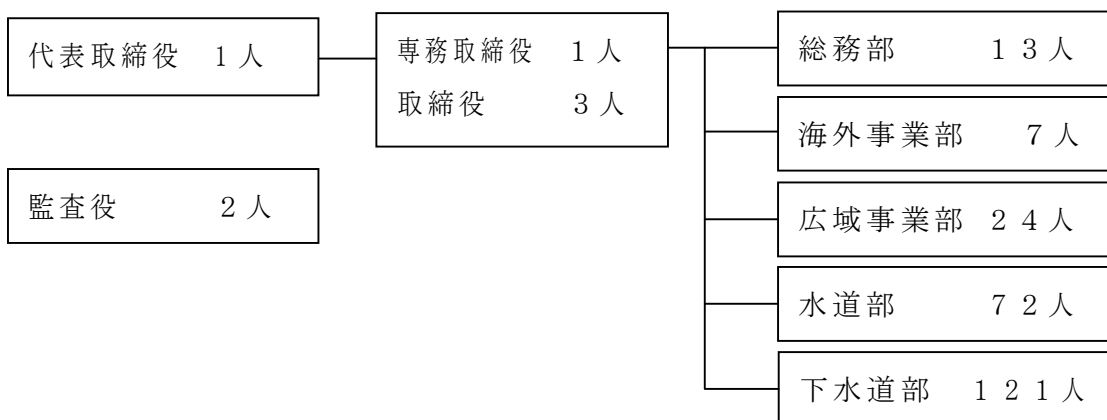 代表取締役 １人
専務取締役 １人
取締役 ３人
監査役 ２人
総務部 １３人
海外事業部 ７人
広域事業部 ２４人
水道部 ７２人
下水道部 １２１人